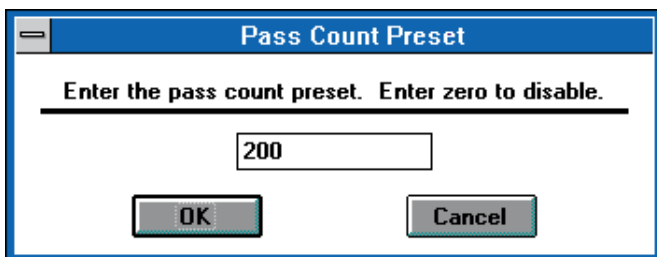 Pass Count Preset
Enter the pass count preset.  Enter zero to disable.
200
OK
Cancel